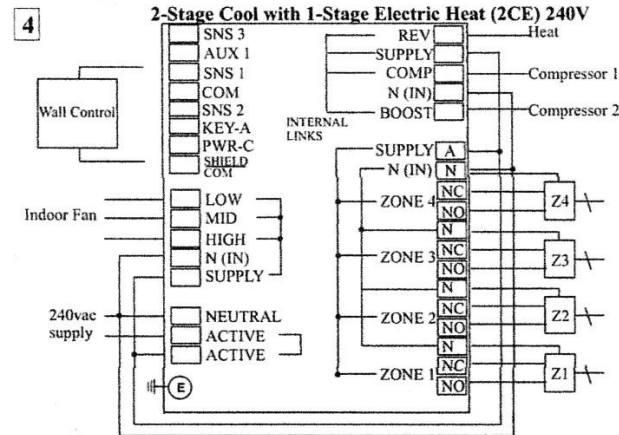 4
2-Stage Cool with 1-Stage Electric Heat (2CE) 240V
SNS 3
AUX 1
SNS 1
COM
SNS 2
KEY-A
PWR-C
SHIELD
COM
Wall Control
LOW
MID
HIGH
N (IN)
SUPPLY
Indoor Fan
NEUTRAL
ACTIVE
ACTIVE
240vac
supply
E
REV
SUPPLY
COMP
N (IN)
BOOST
INTERNAL
LINKS
Heat
Compressor 1
Compressor 2
SUPPLY A
N (IN) N
ZONE 4
NC
NO
N
ZONE 3
NC
NO
N
ZONE 2
NC
NO
N
ZONE 1
NC
NO
Z4
Z3
Z2
Z1